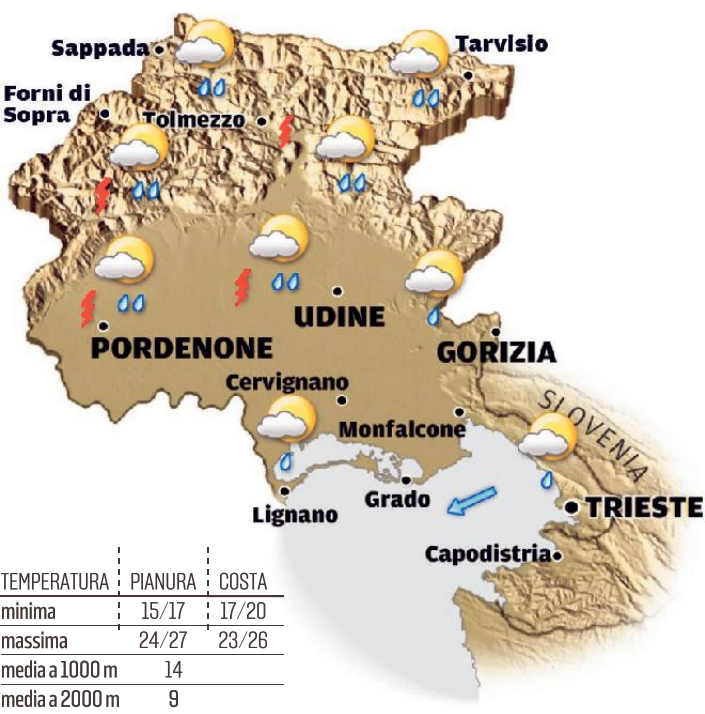 Sappada
Tarvisio
Forni di
Sopra
Tolmezzo
UDINE
PORDENONE
GORIZIA
Cervignano
Monfalcone
SLOVENIA
Grado
Lignano
TRIESTE
Capodistria
TEMPERATURA PIANURA COSTA
minima 15/17 17/20
massima 24/27 23/26
media a 1000 m 14
media a 2000 m 9